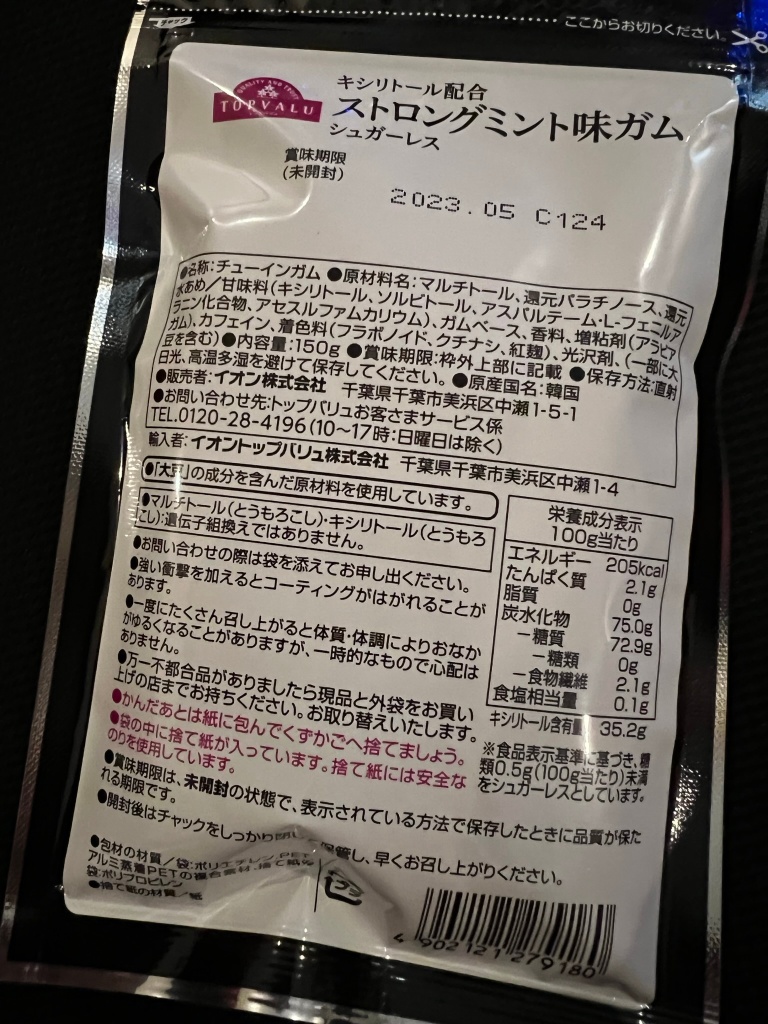 チャック
ここからお切りください。
QUALITY AND TRUST
TOPVALU
キシリトール配合
ストロングミント味ガム
シュガーレス
賞味期限
(未開封)
2023.05 C124
●名称:チューインガム ●原材料名:マルチトール、還元パラチノース、還元
水あめ/甘味料(キシリトール、ソルビトール、アスパルテーム・L-フェニルア
ラニン化合物、アセスルファムカリウム)、ガムベース、香料、増粘剤(アラビア
ガム)、カフェイン、着色料(フラボノイド、クチナシ、紅麹)、光沢剤、(一部に大
豆を含む)●内容量:150g ●賞味期限:枠外上部に記載 ●保存方法:直射
日光、高温多湿を避けて保存してください。 ●原産国名:韓国
●販売者:イオン株式会社 千葉県千葉市美浜区中瀬1-5-1
●お問い合わせ先:トップバリュお客さまサービス係
TEL.0120-28-4196(10〜17時:日曜日は除く)
輸入者:イオントップバリュ株式会社 千葉県千葉市美浜区中瀬1-4
●「大豆」の成分を含んだ原材料を使用しています。
●マルチトール(とうもろこし)・キシリトール(とうもろ
こし):遺伝子組換えではありません。
●お問い合わせの際は袋を添えてお申し出ください。
●強い衝撃を加えるとコーティングがはがれることが
あります。
●一度にたくさん召し上がると体質・体調によりおなか
がゆるくなることがありますが、一時的なもので心配は
ありません。
●万一不都合品がありましたら現品と外袋をお買い
上げの店までお持ちください。お取り替えいたします。
●かんだあとは紙に包んでくずかごへ捨てましょう。
●袋の中に捨て紙が入っています。捨て紙には安全な
のりを使用しています。
栄養成分表示
100g当たり
エネルギー 205kcal
たんぱく質 2.1g
脂質 0g
炭水化物 75.0g
－糖質 72.9g
－糖類 0g
－食物繊維 2.1g
食塩相当量 0.1g
キシリトール含有量 35.2g
※食品表示基準に基づき、糖
類0.5g(100g当たり)未満
をシュガーレスとしています。
●賞味期限は、未開封の状態で、表示されている方法で保存したときに品質が保た
れる期限です。
●開封後はチャックをしっかり閉じ 保管し、早くお召し上がりください。
●包材の材質/袋:ポリエチレン,PET,
アルミ蒸着PETの複合素材,捨て紙の
袋:ポリプロピレン
●捨て紙の材質/紙
プラ
4 902121 279180